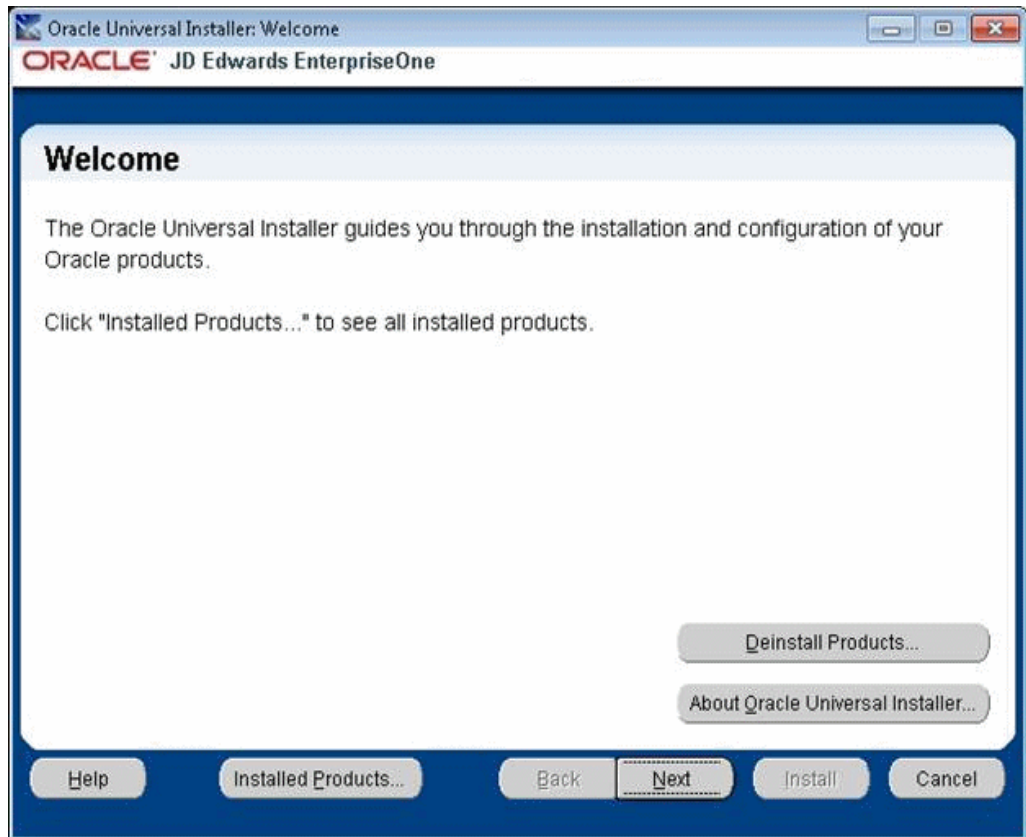 Oracle Universal Installer: Welcome
ORACLE' JD Edwards EnterpriseOne
Welcome
The Oracle Universal Installer guides you through the installation and configuration of your
Oracle products.
Click "Installed Products..." to see all installed products.
Deinstall Products...
About Oracle Universal Installer...
Help Installed Products... Back Next Install Cancel